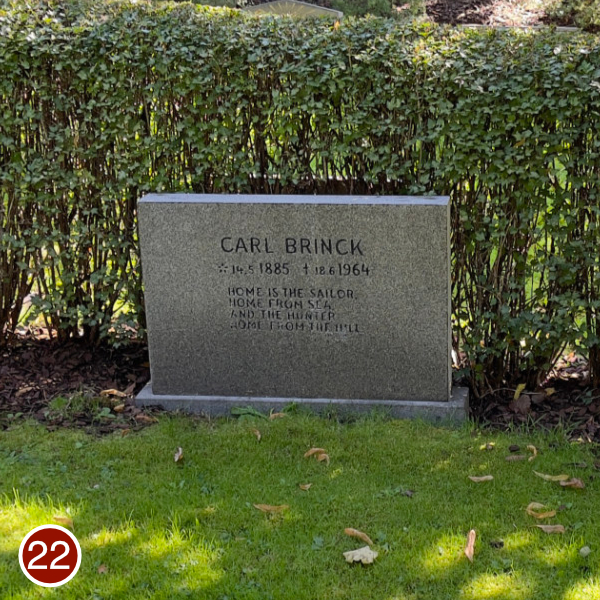 CARL BRINCK
☆ 14.5 1885 † 18.6 1964
HOME IS THE SAILOR,
HOME FROM SEA,
AND THE HUNTER
HOME FROM THE HILL
22